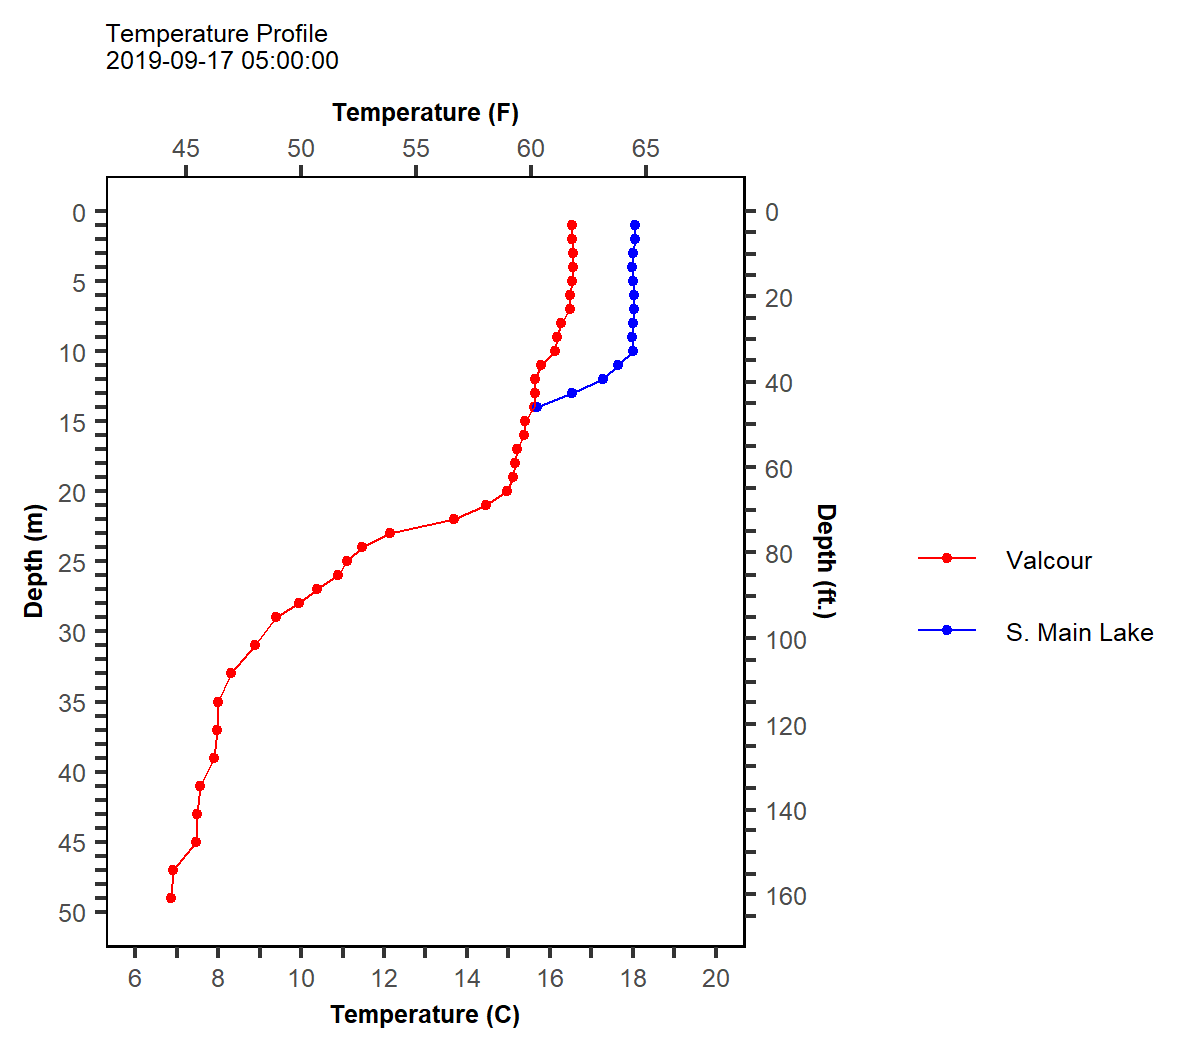 Temperature Profile
2019-09-17 05:00:00
Temperature (F)
45 50 55 60 65
0
5
10
15
20
25
30
35
40
45
50
Depth (m)
0
20
40
60
80
100
120
140
160
Depth (ft.)
Valcour
S. Main Lake
6 8 10 12 14 16 18 20
Temperature (C)